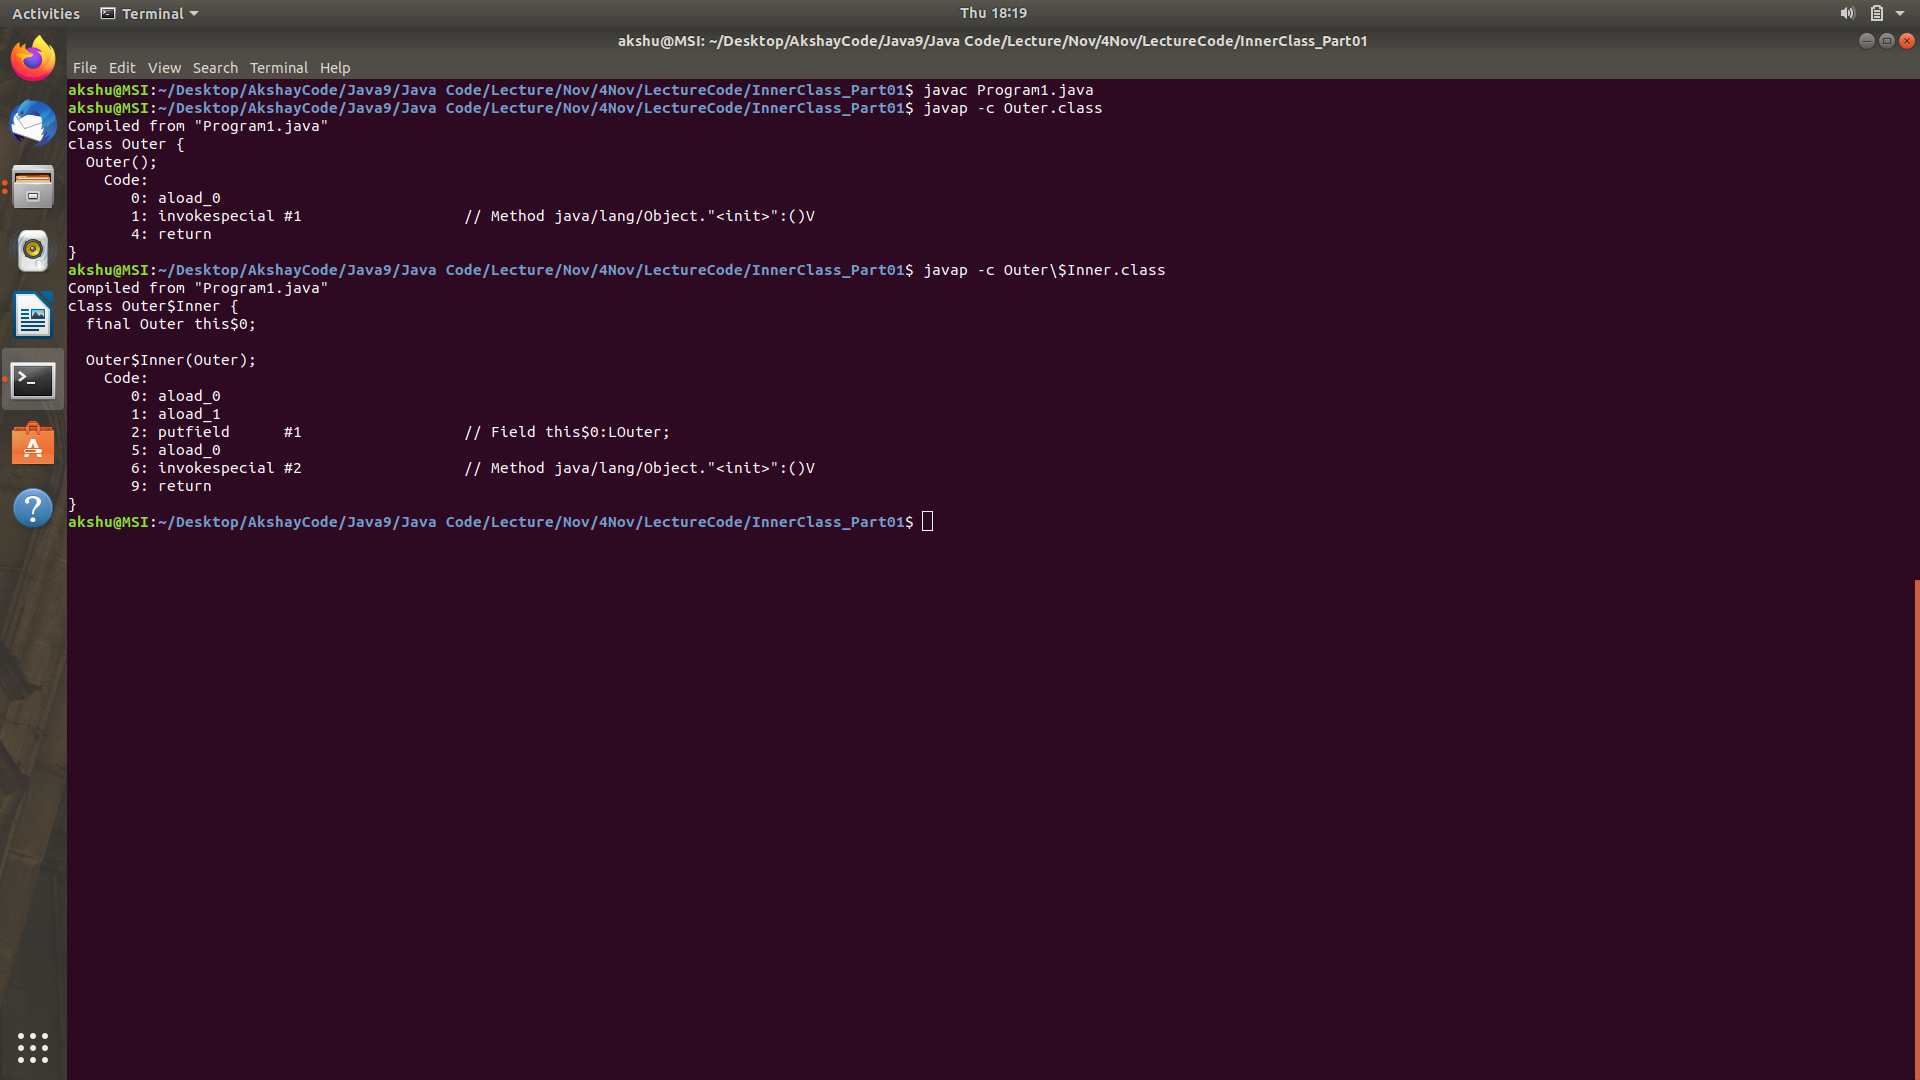 Activities Terminal Thu 18:19
akshu@MSI: ~/Desktop/AkshayCode/Java9/Java Code/Lecture/Nov/4Nov/LectureCode/InnerClass_Part01
File Edit View Search Terminal Help
akshu@MSI:~/Desktop/AkshayCode/Java9/Java Code/Lecture/Nov/4Nov/LectureCode/InnerClass_Part01$ javac Program1.java
akshu@MSI:~/Desktop/AkshayCode/Java9/Java Code/Lecture/Nov/4Nov/LectureCode/InnerClass_Part01$ javap -c Outer.class
Compiled from "Program1.java"
class Outer {
  Outer();
    Code:
       0: aload_0
       1: invokespecial #1                  // Method java/lang/Object."<init>":()V
       4: return
}
akshu@MSI:~/Desktop/AkshayCode/Java9/Java Code/Lecture/Nov/4Nov/LectureCode/InnerClass_Part01$ javap -c Outer\$Inner.class
Compiled from "Program1.java"
class Outer$Inner {
  final Outer this$0;

  Outer$Inner(Outer);
    Code:
       0: aload_0
       1: aload_1
       2: putfield      #1                  // Field this$0:LOuter;
       5: aload_0
       6: invokespecial #2                  // Method java/lang/Object."<init>":()V
       9: return
}
akshu@MSI:~/Desktop/AkshayCode/Java9/Java Code/Lecture/Nov/4Nov/LectureCode/InnerClass_Part01$